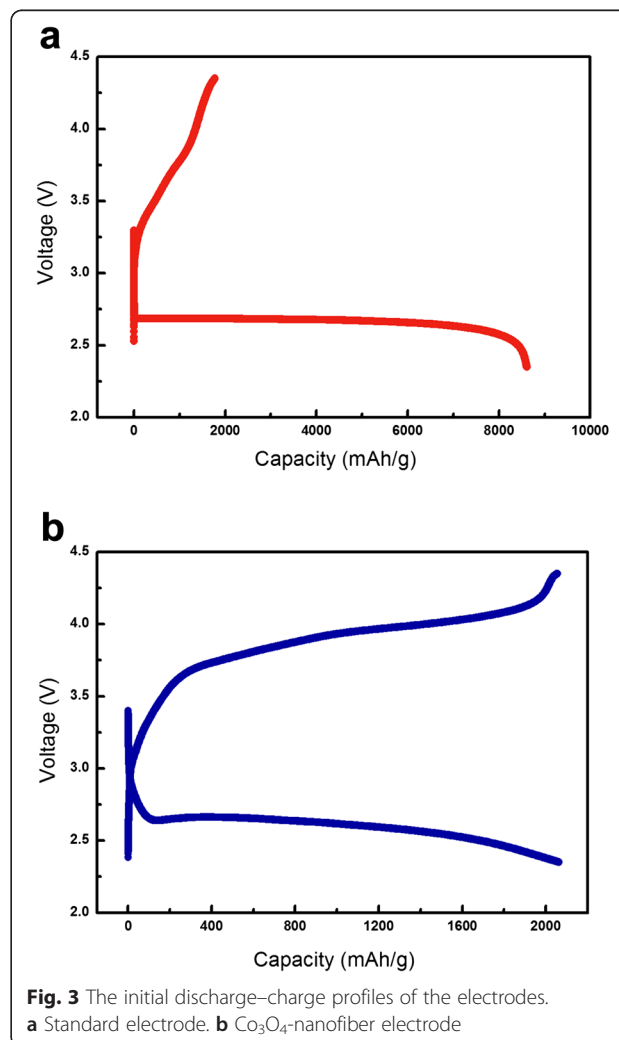 a
4.5
4.0
3.5
3.0
2.5
2.0
Voltage (V)
0 2000 4000 6000 8000 10000
Capacity (mAh/g)
b
4.5
4.0
3.5
3.0
2.5
2.0
Voltage (V)
0 400 800 1200 1600 2000
Capacity (mAh/g)
Fig. 3 The initial discharge–charge profiles of the electrodes.
a Standard electrode. b Co₃O₄-nanofiber electrode